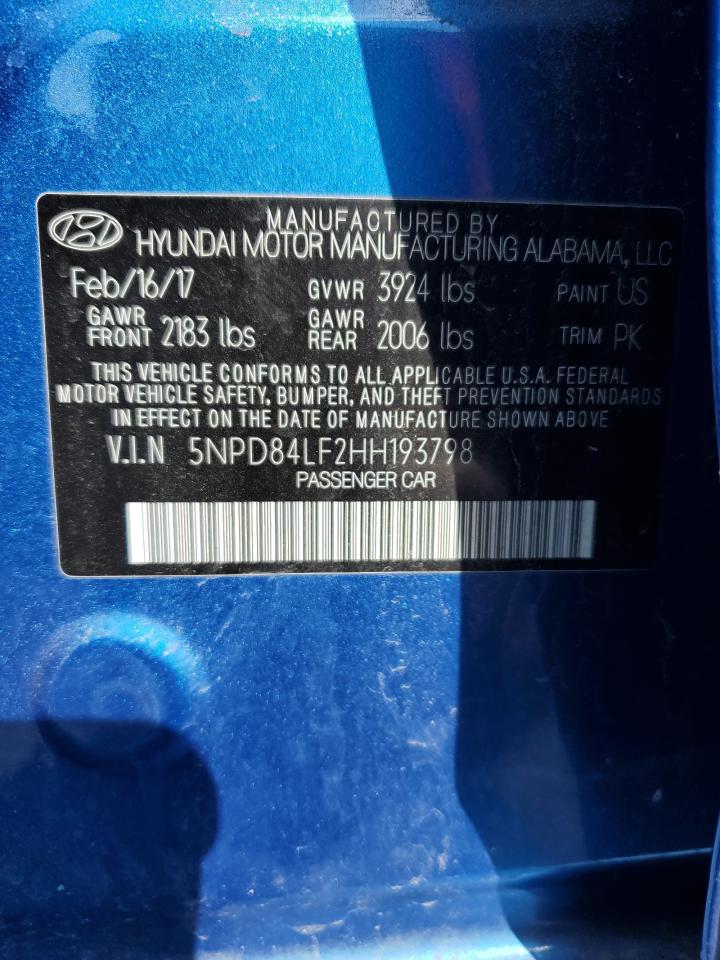 MANUFACTURED BY
HYUNDAI MOTOR MANUFACTURING ALABAMA, LLC
Feb/16/17 GVWR 3924 lbs PAINT US
GAWR FRONT 2183 lbs GAWR REAR 2006 lbs TRIM PK
THIS VEHICLE CONFORMS TO ALL APPLICABLE U.S.A. FEDERAL
MOTOR VEHICLE SAFETY, BUMPER, AND THEFT PREVENTION STANDARDS
IN EFFECT ON THE DATE OF MANUFACTURE SHOWN ABOVE
V.I.N 5NPD84LF2HH193798
PASSENGER CAR